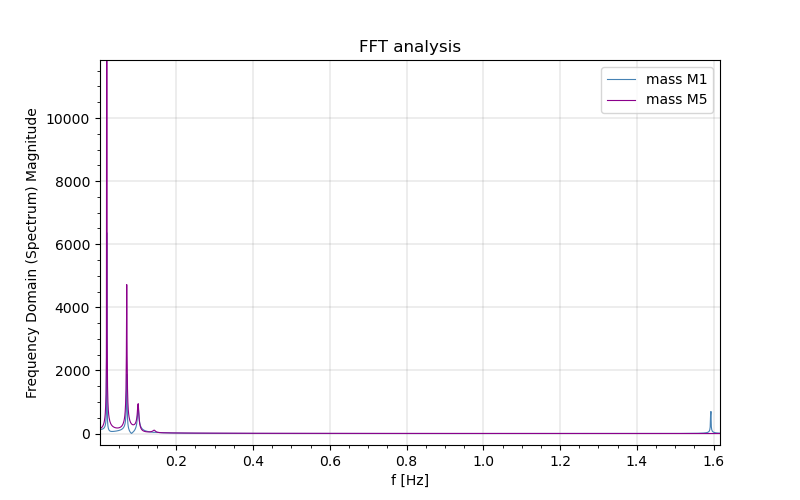 FFT analysis
mass M1
mass M5
Frequency Domain (Spectrum) Magnitude
10000
8000
6000
4000
2000
0
0.2 0.4 0.6 0.8 1.0 1.2 1.4 1.6
f [Hz]